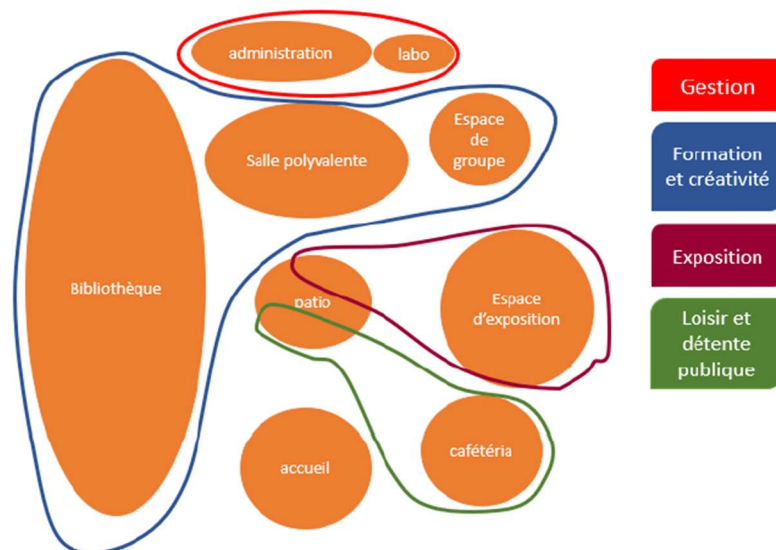 administration
labo
Salle polyvalente
Espace
de
groupe
Bibliothèque
patio
Espace
d'exposition
accueil
cafétéria
Gestion
Formation
et créativité
Exposition
Loisir et
détente
publique